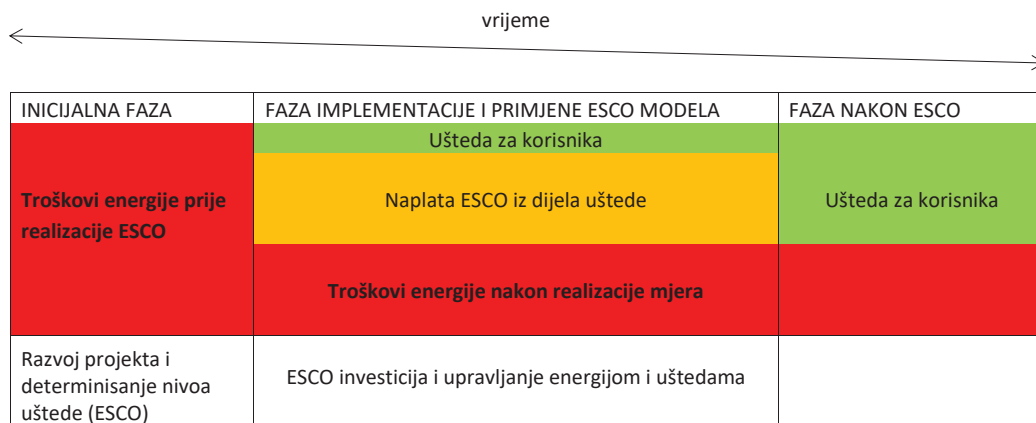 vrijeme
INICIJALNA FAZA
FAZA IMPLEMENTACIJE I PRIMJENE ESCO MODELA
FAZA NAKON ESCO
Troškovi energije prije
realizacije ESCO
Ušteda za korisnika
Naplata ESCO iz dijela uštede
Ušteda za korisnika
Troškovi energije nakon realizacije mjera
Razvoj projekta i
determinisanje nivoa
uštede (ESCO)
ESCO investicija i upravljanje energijom i uštedama